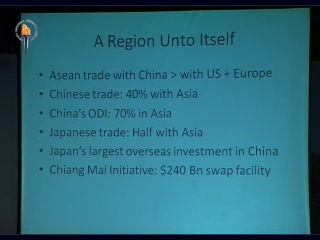 A Region Unto Itself
• Asean trade with China > with US + Europe
• Chinese trade: 40% with Asia
• China's ODI: 70% in Asia
• Japanese trade: Half with Asia
• Japan's largest overseas investment in China
• Chiang Mai Initiative: $240 Bn swap facility